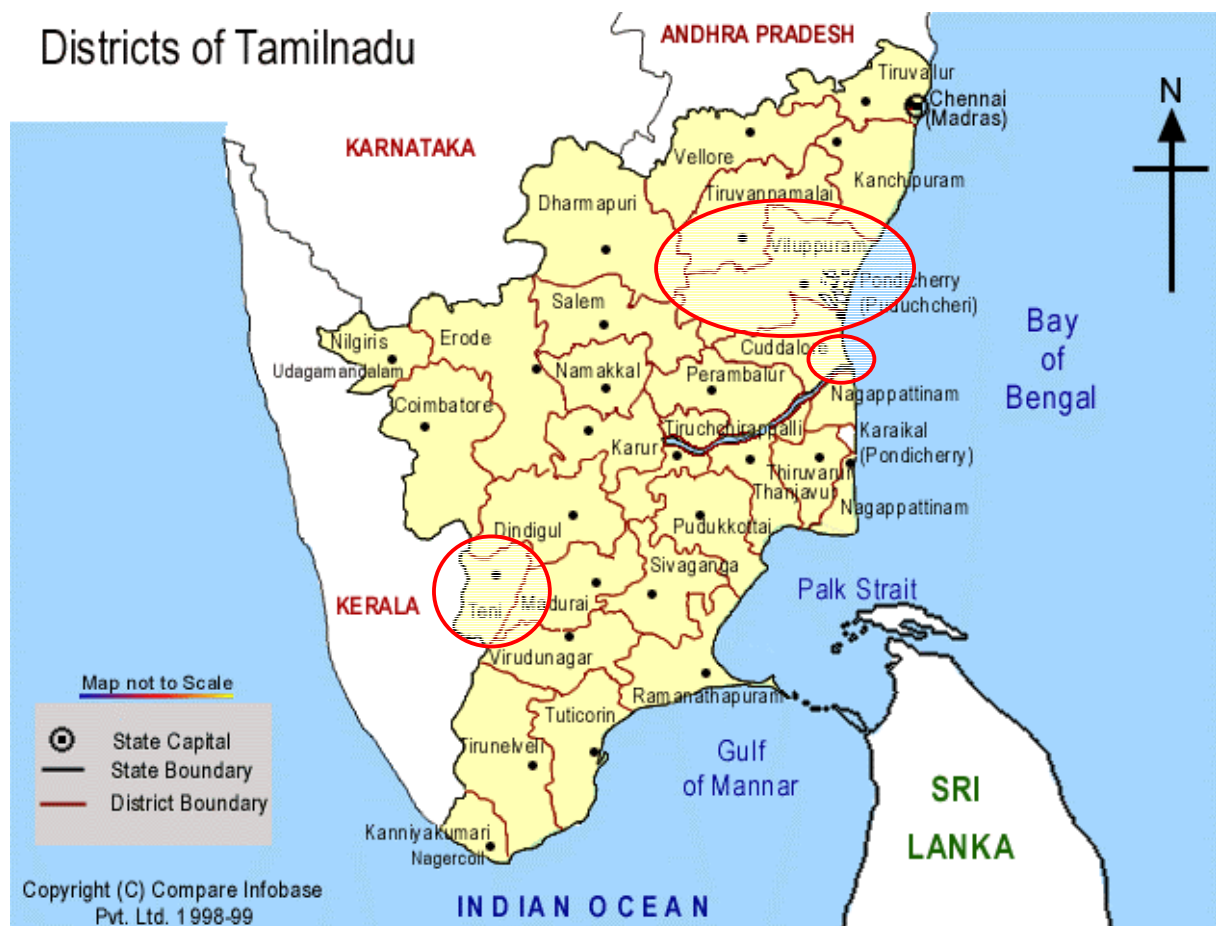 Districts of Tamilnadu
ANDHRA PRADESH
N
Tiruvalur
Chennai
(Madras)
KARNATAKA
Vellore
Kanchipuram
Tiruvannamalai
Dharmapuri
Viluppuram
Pondicherry
(Puduchcheri)
Salem
Bay
of
Bengal
Nilgiris
Erode
Cuddalore
Udagamandalam
Namakkal
Perambalur
Coimbatore
Nagappattinam
Tiruchchirappalli
Karaikal
(Pondicherry)
Karur
Thiruvarur
Thanjavur
Nagappattinam
Dindigul
Pudukkottai
Sivaganga
Palk Strait
KERALA
Teni
Madurai
Virudunagar
Map not to Scale
Ramanathapuram
Tuticorin
State Capital
State Boundary
District Boundary
Tirunelveli
Gulf
of Mannar
SRI
LANKA
Kanniyakumari
Nagercoil
Copyright (C) Compare Infobase
Pvt. Ltd. 1998-99
INDIAN OCEAN